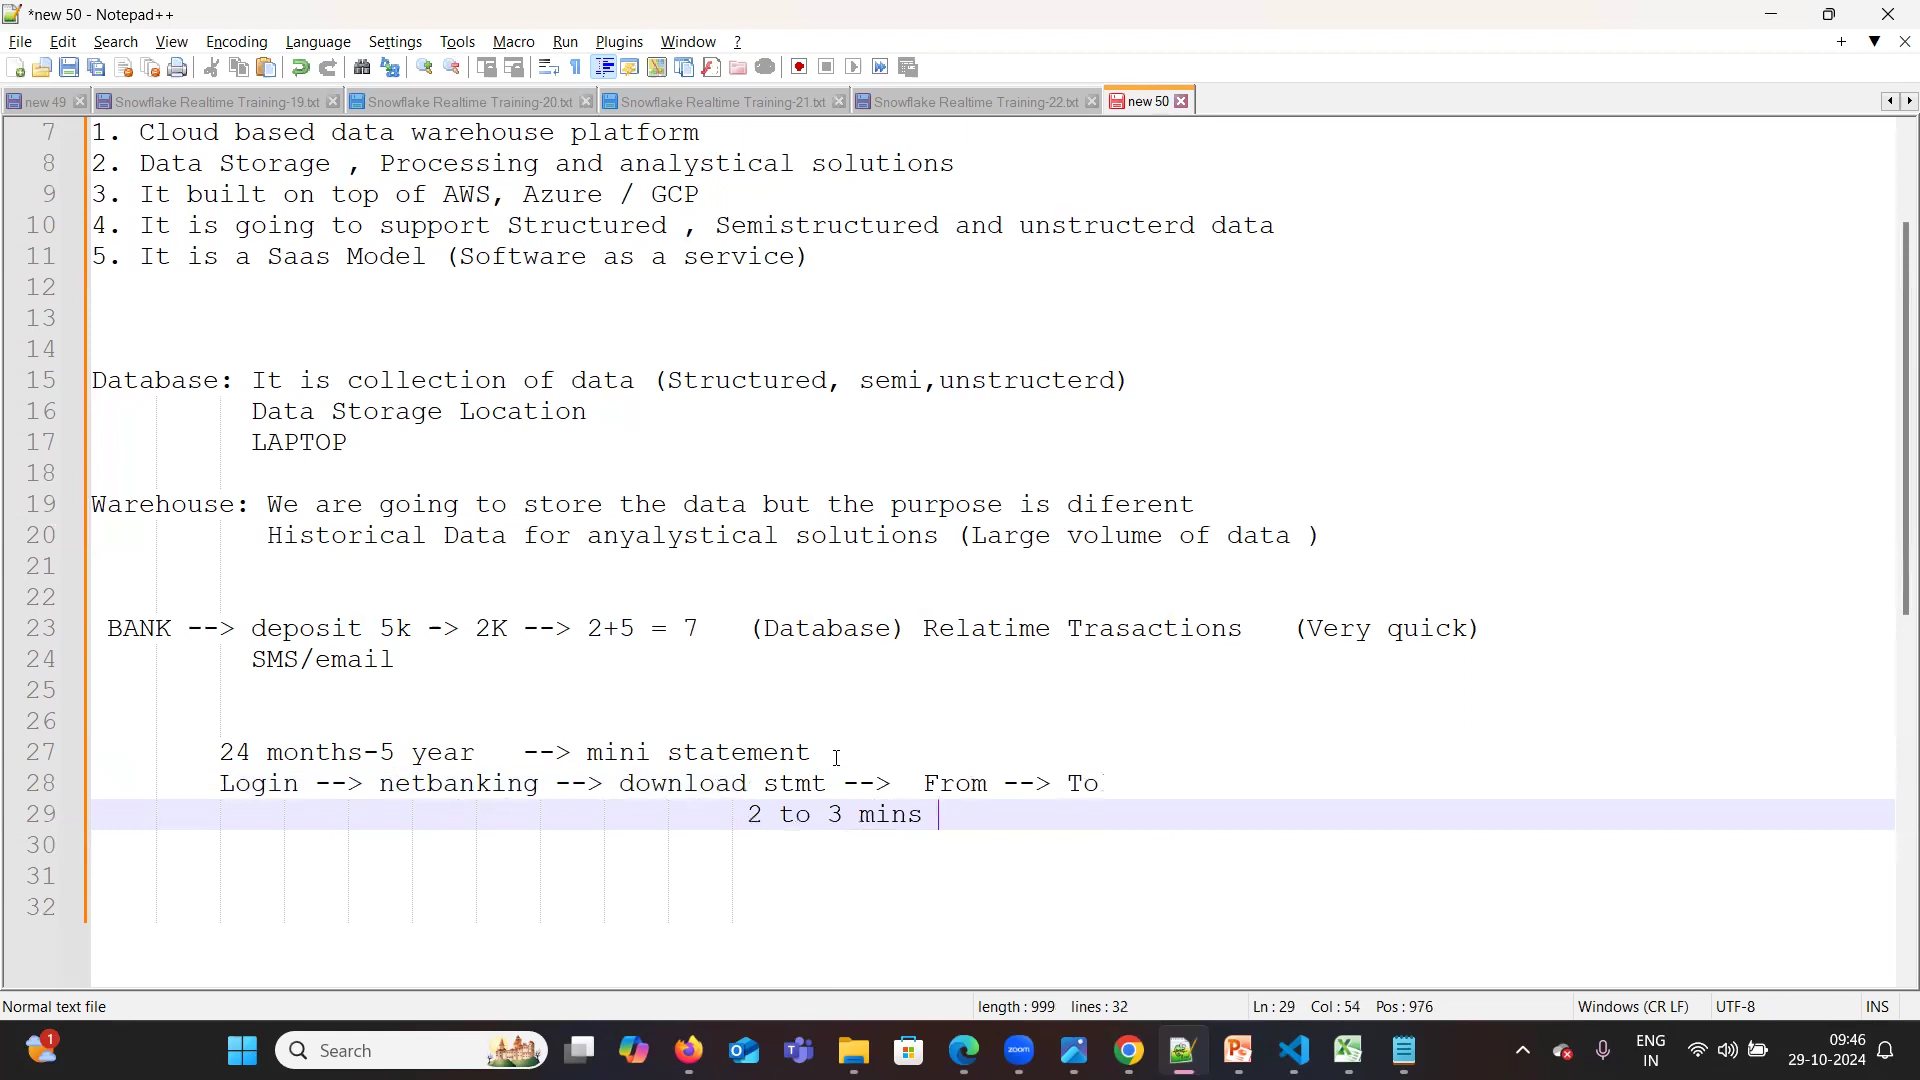 *new 50 - Notepad++
File Edit Search View Encoding Language Settings Tools Macro Run Plugins Window ?
new 49 Snowflake Realtime Training-19.txt Snowflake Realtime Training-20.txt Snowflake Realtime Training-21.txt Snowflake Realtime Training-22.txt new 50
7 1. Cloud based data warehouse platform
8 2. Data Storage , Processing and analystical solutions
9 3. It built on top of AWS, Azure / GCP
10 4. It is going to support Structured , Semistructured and unstructerd data
11 5. It is a Saas Model (Software as a service)
12
13
14
15 Database: It is collection of data (Structured, semi,unstructerd)
16 Data Storage Location
17 LAPTOP
18
19 Warehouse: We are going to store the data but the purpose is diferent
20 Historical Data for anyalystical solutions (Large volume of data )
21
22
23 BANK --> deposit 5k -> 2K --> 2+5 = 7 (Database) Relatime Trasactions (Very quick)
24 SMS/email
25
26
27 24 months-5 year --> mini statement
28 Login --> netbanking --> download stmt --> From --> To
29 2 to 3 mins
30
31
32
Normal text file length : 999 lines : 32 Ln : 29 Col : 54 Pos : 976 Windows (CR LF) UTF-8 INS
1 Search zoom ENG IN 09:46 29-10-2024